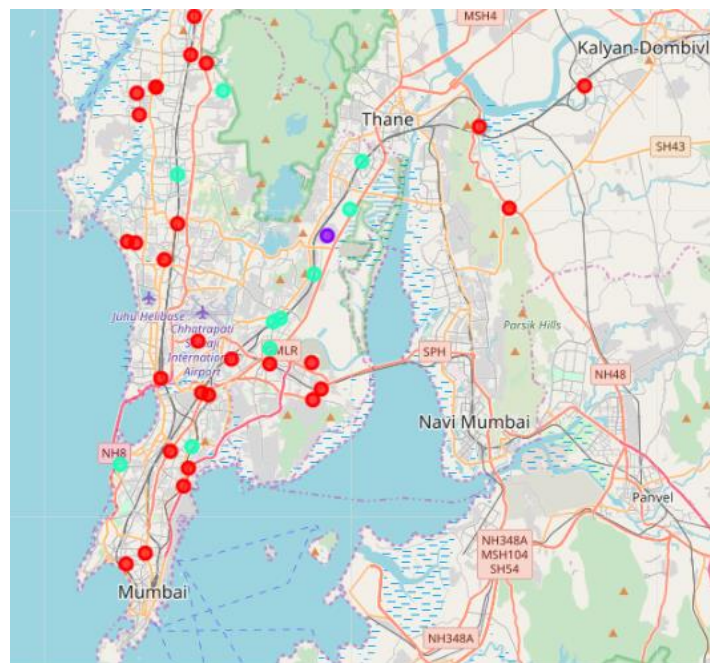 MSH4
Kalyan-Dombivl
Thane
SH43
Juhu Helibase
Chhatrapati
Shivaji
International
Airport
Parsik Hills
MLR
SPH
NH48
Navi Mumbai
NH8
Panvel
NH348A
MSH104
SH54
Mumbai
NH348A